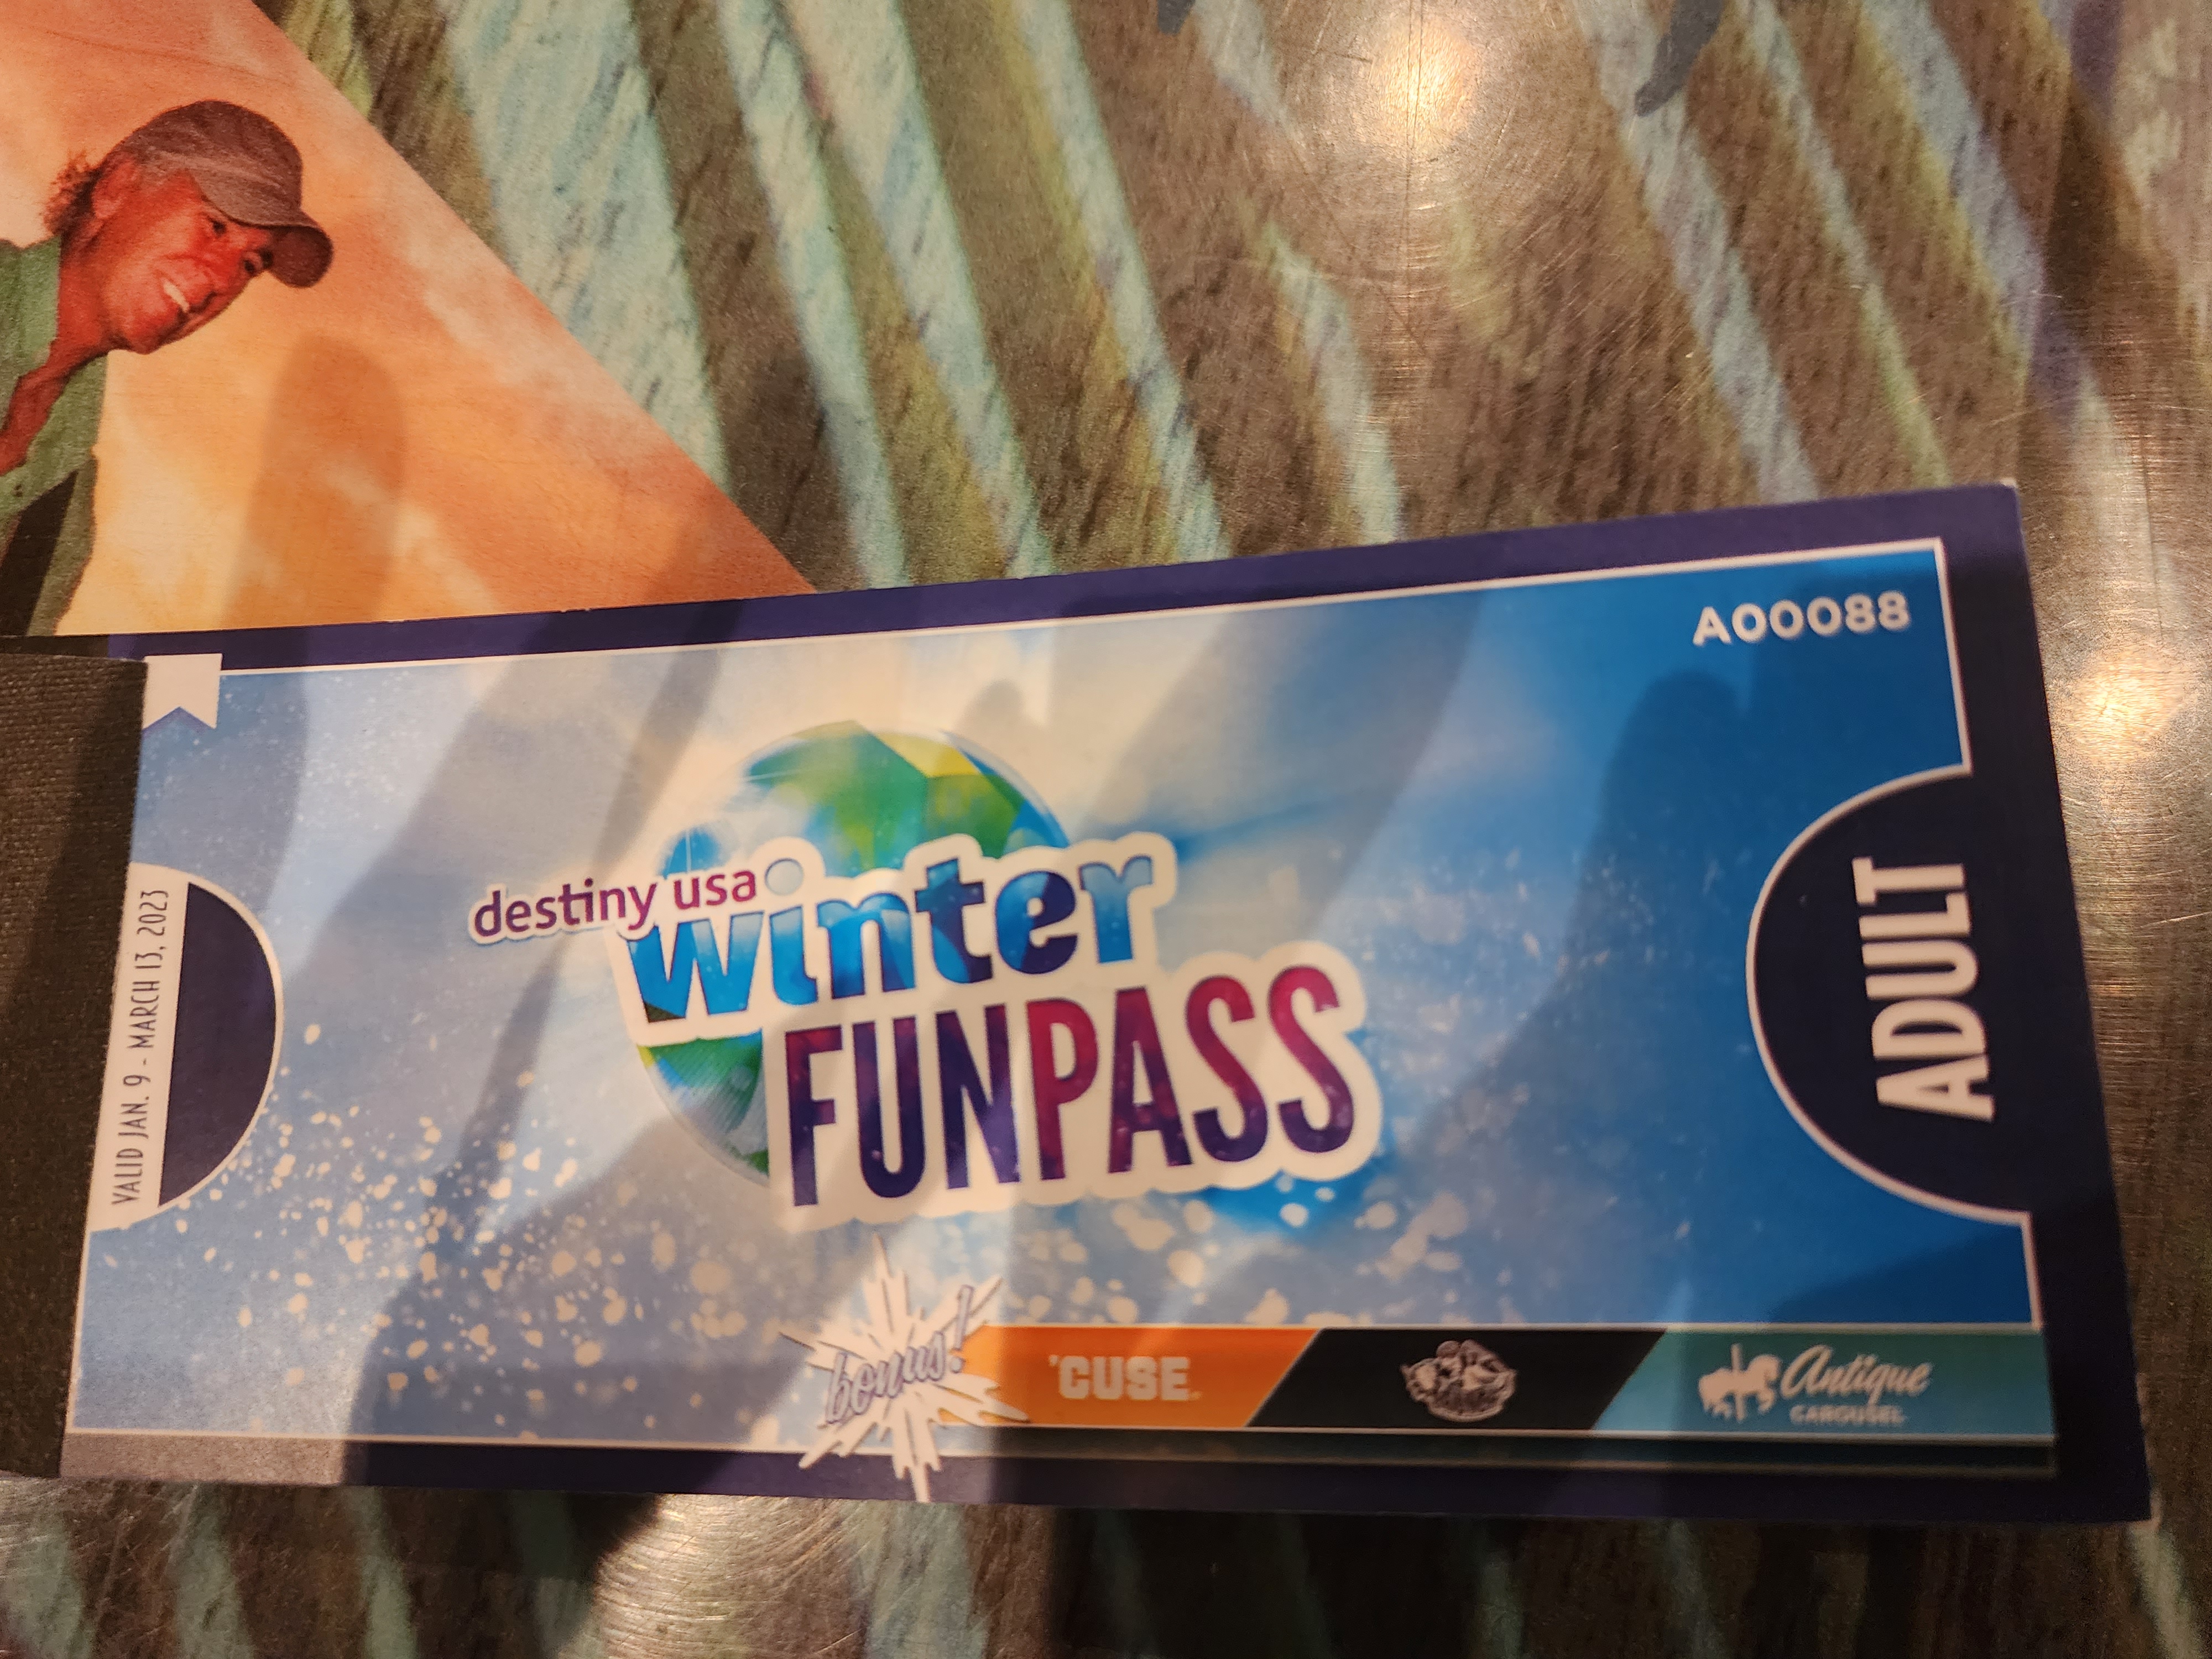 A00088
destiny usa
winter
FUNPASS
ADULT
VALID JAN. 9 - MARCH 13, 2023
bonus!
'CUSE
Antique
CAROUSEL